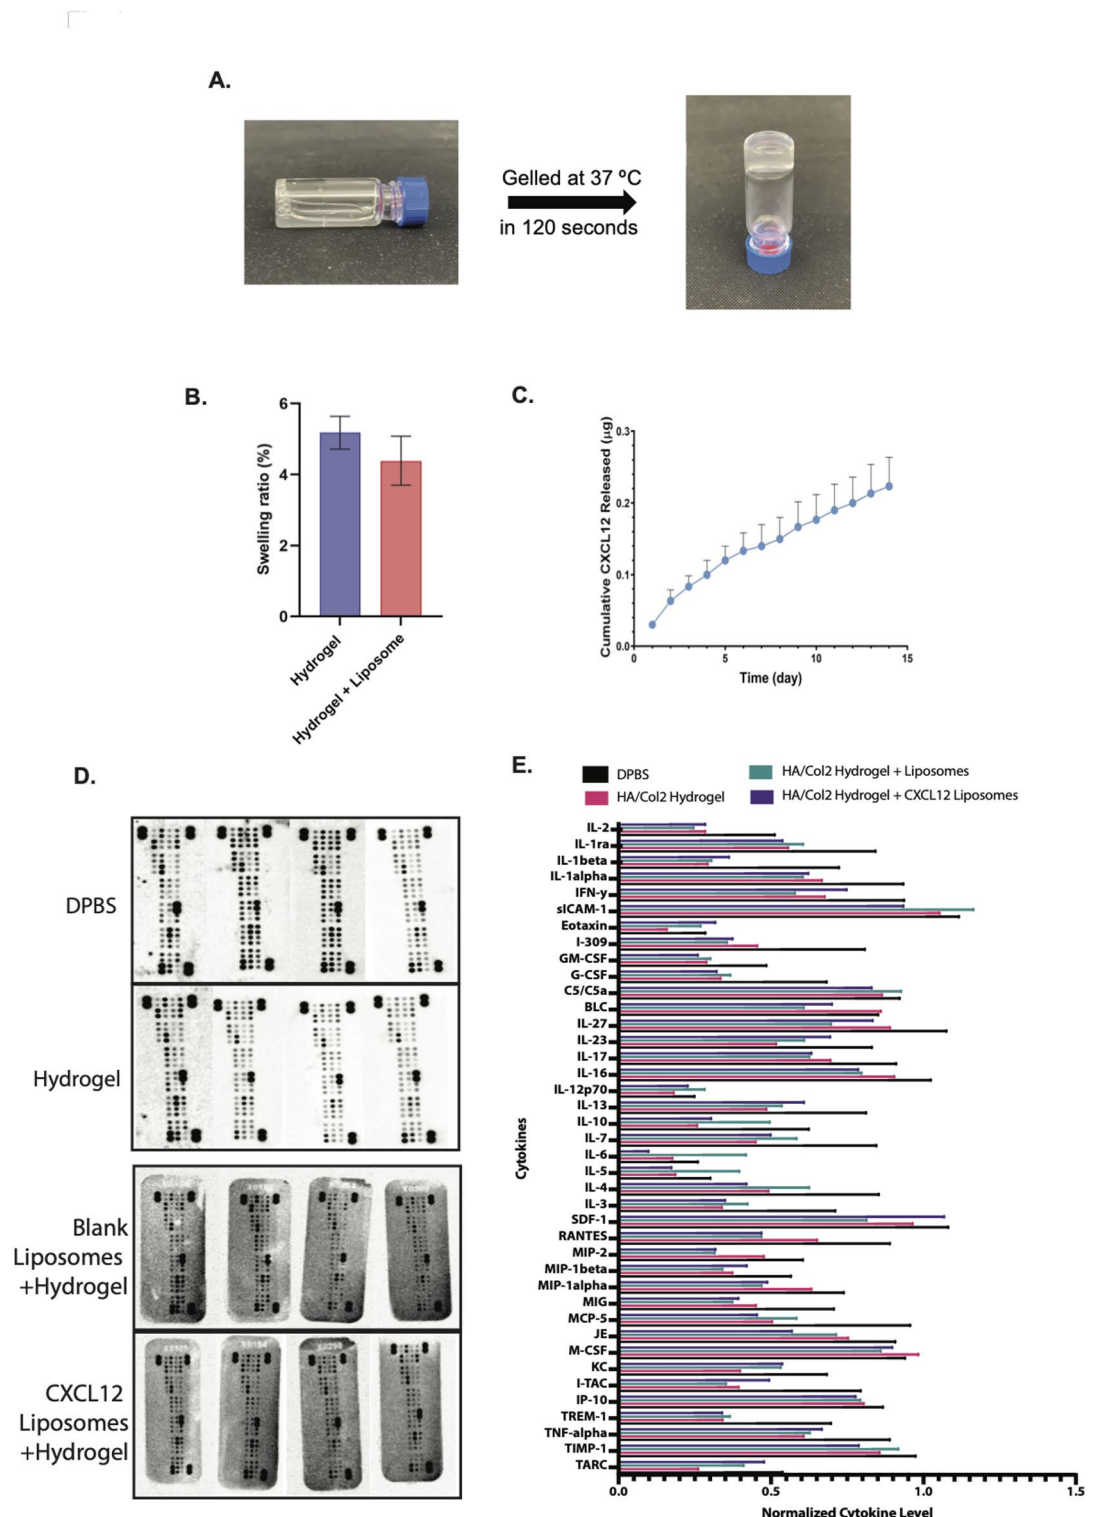 A.
Gelled at 37 ºC
in 120 seconds
B.
Swelling ratio (%)
6
4
2
0
Hydrogel
Hydrogel + Liposome
C.
Cumulative CXCL12 Released (µg)
0.3
0.2
0.1
0.0
0
5
10
15
Time (day)
D.
DPBS
Hydrogel
Blank
Liposomes
+Hydrogel
CXCL12
Liposomes
+Hydrogel
E.
DPBS
HA/Col2 Hydrogel
HA/Col2 Hydrogel + Liposomes
HA/Col2 Hydrogel + CXCL12 Liposomes
Cytokines
IL-2
IL-1ra
IL-1beta
IL-1alpha
IFN-y
sICAM-1
Eotaxin
I-309
GM-CSF
G-CSF
C5/C5a
BLC
IL-27
IL-23
IL-17
IL-16
IL-12p70
IL-13
IL-10
IL-7
IL-6
IL-5
IL-4
IL-3
SDF-1
RANTES
MIP-2
MIP-1beta
MIP-1alpha
MIG
MCP-5
JE
M-CSF
KC
I-TAC
IP-10
TREM-1
TNF-alpha
TIMP-1
TARC
0.0
0.5
1.0
1.5
Normalized Cytokine Level